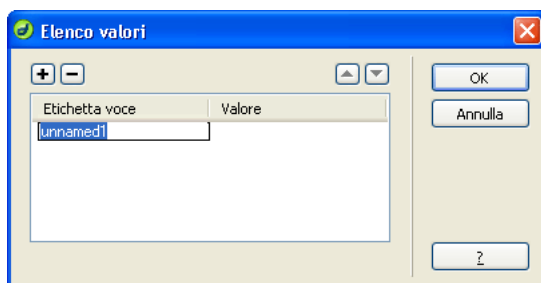 Elenco valori
OK
Etichetta voce Valore
Annulla
unnamed1
?